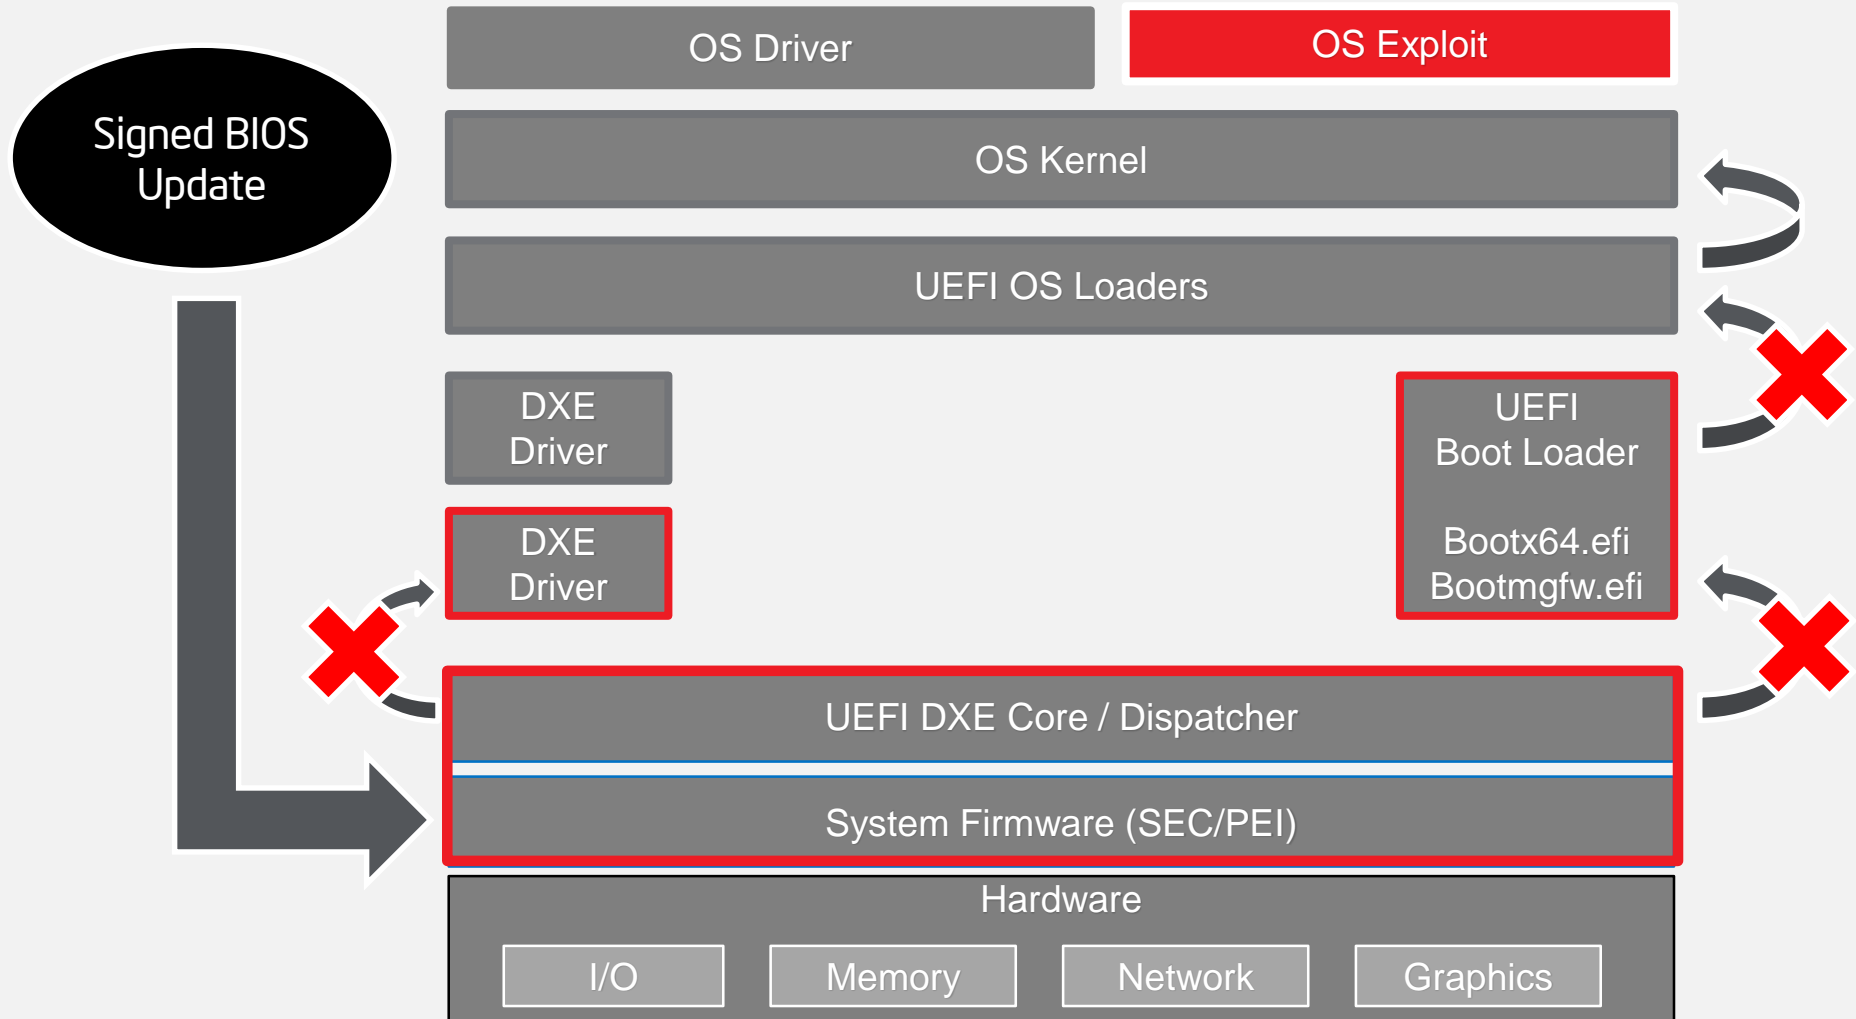 Signed BIOS
Update
OS Driver
OS Exploit
OS Kernel
UEFI OS Loaders
DXE
Driver
UEFI
Boot Loader
DXE
Driver
Bootx64.efi
Bootmgfw.efi
UEFI DXE Core / Dispatcher
System Firmware (SEC/PEI)
Hardware
I/O
Memory
Network
Graphics